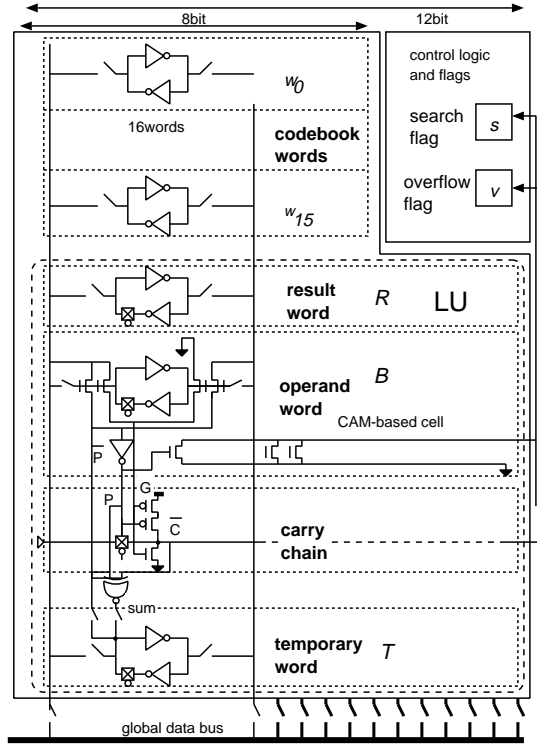 8bit 12bit
control logic
and flags
w0
16words
search
flag
s
codebook
words
overflow
flag
v
w15
result
word
R
LU
operand
word
B
CAM-based cell
P
G
P
C
carry
chain
sum
temporary
word
T
global data bus